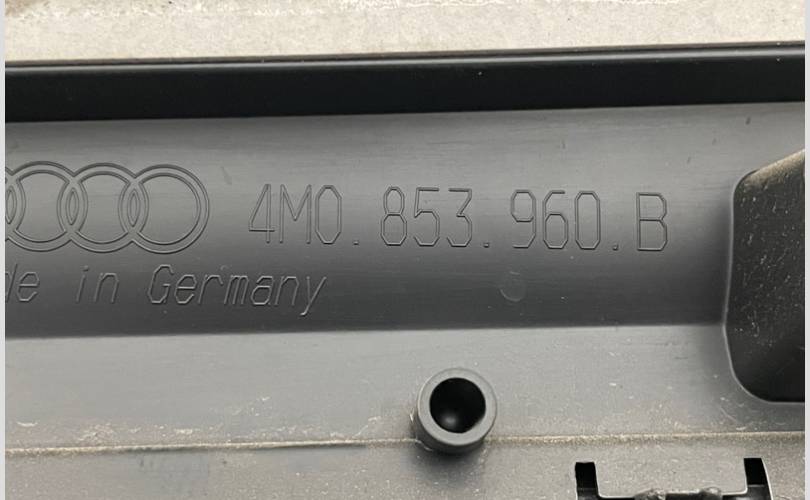 4M0.853.960.B
de in Germany